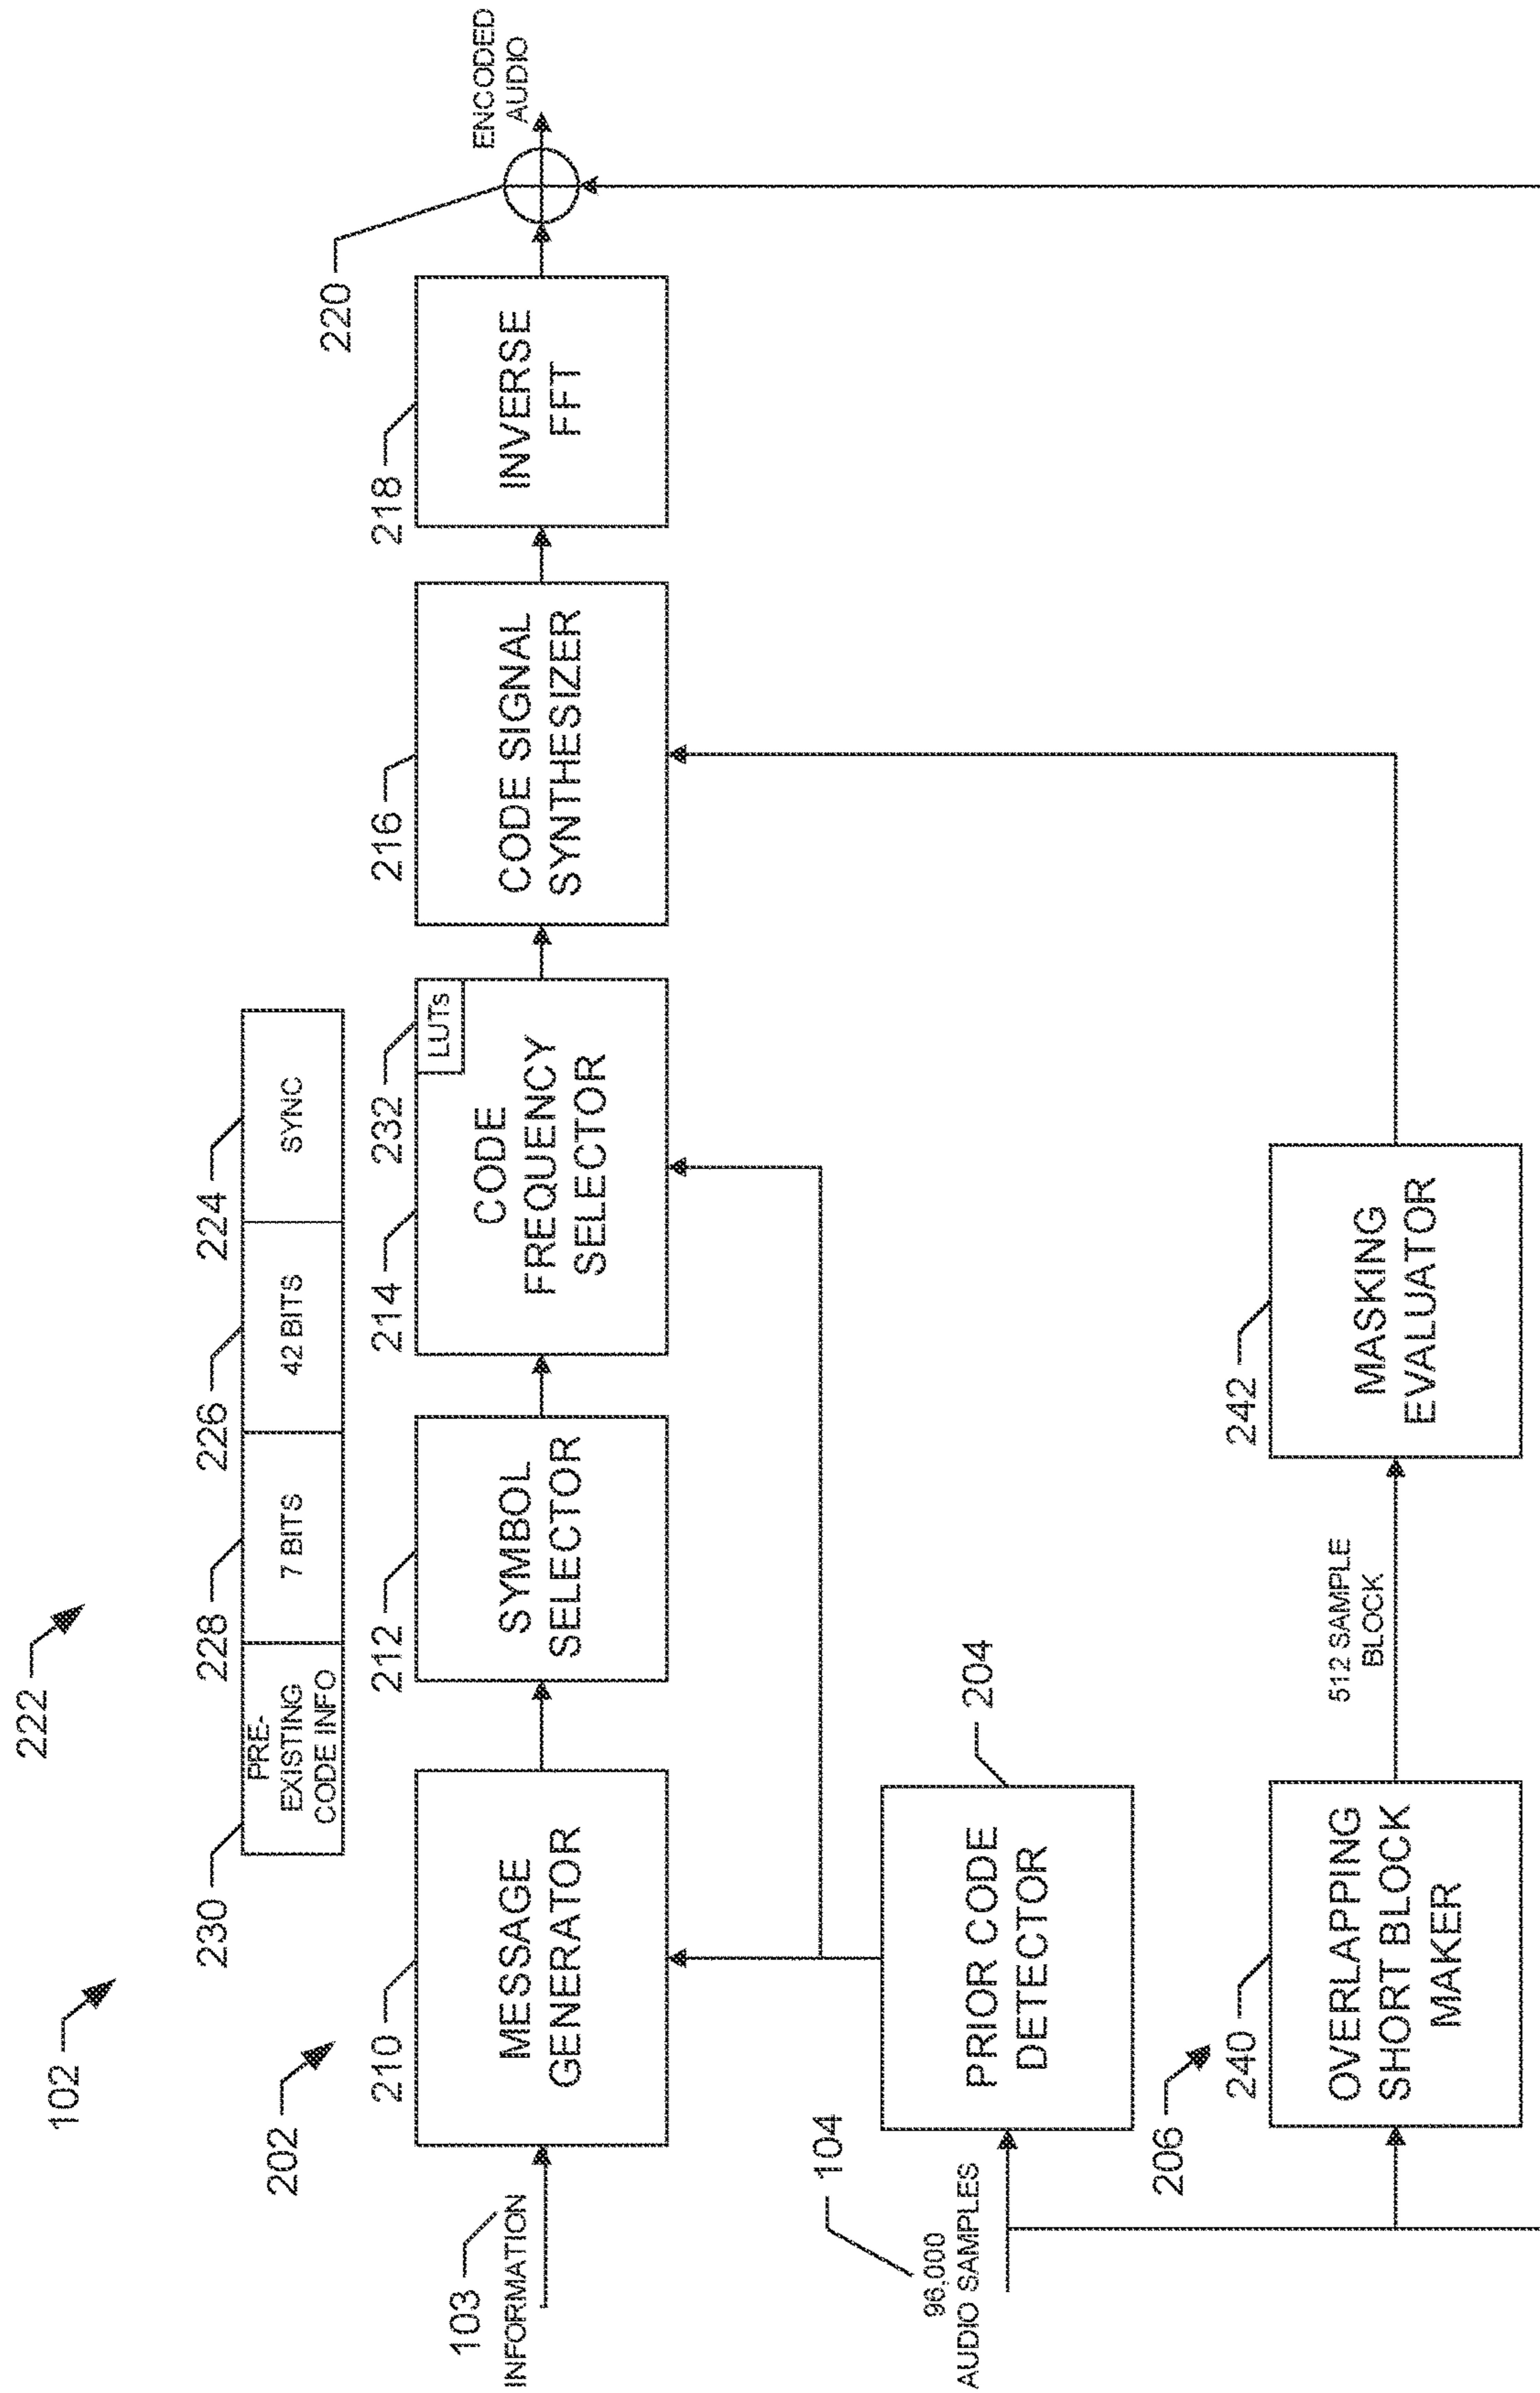 102
222
202
230
228
226
224
PRE-
EXISTING
CODE INFO
7 BITS
42 BITS
SYNC
220
103
INFORMATION
210
MESSAGE
GENERATOR
212
SYMBOL
SELECTOR
214
232
LUTs
CODE
FREQUENCY
SELECTOR
216
CODE SIGNAL
SYNTHESIZER
218
INVERSE
FFT
ENCODED
AUDIO
104
96,000
AUDIO SAMPLES
PRIOR CODE
DETECTOR
204
206
240
OVERLAPPING
SHORT BLOCK
MAKER
512 SAMPLE
BLOCK
242
MASKING
EVALUATOR